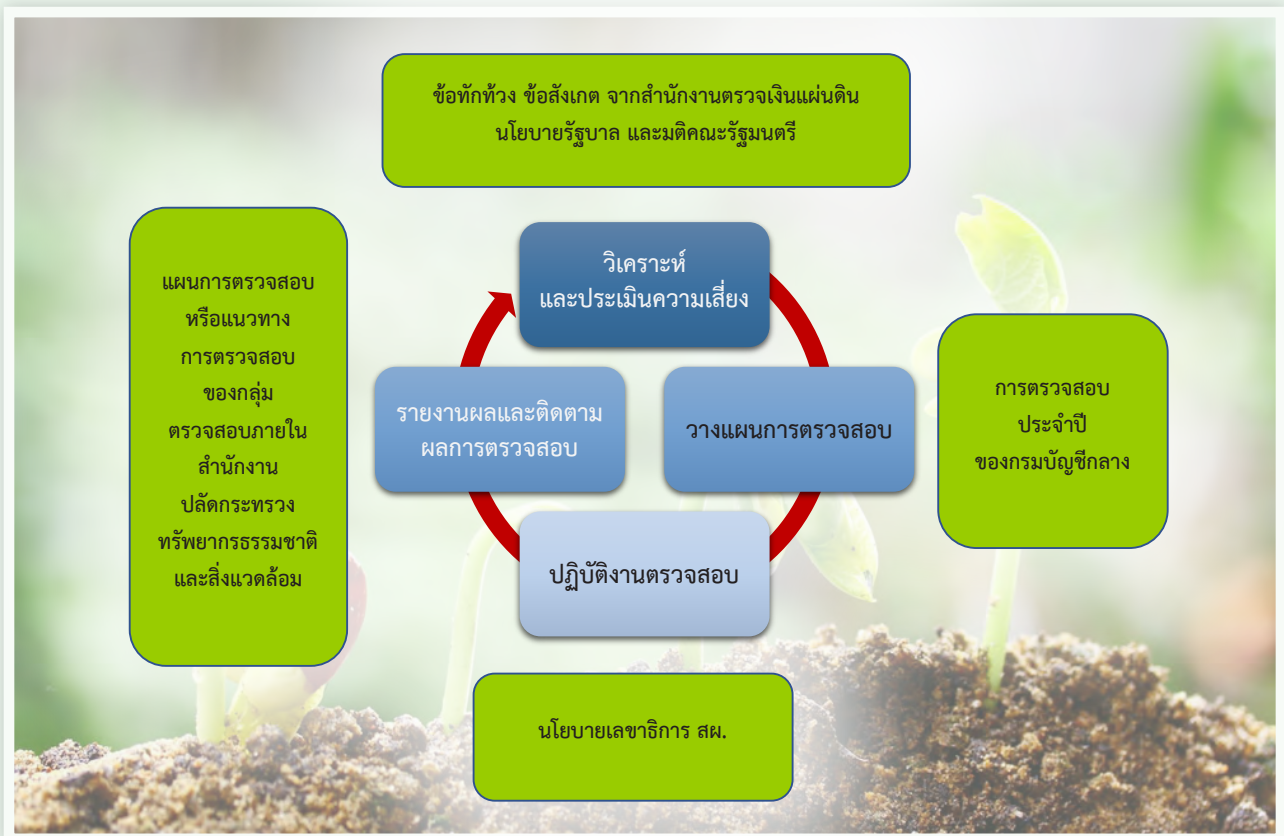 ข้อทักท้วง ข้อสังเกต จากสำนักงานตรวจเงินแผ่นดิน
นโยบายรัฐบาล และมติคณะรัฐมนตรี
แผนการตรวจสอบ
หรือแนวทาง
การตรวจสอบ
ของกลุ่ม
ตรวจสอบภายใน
สำนักงาน
ปลัดกระทรวง
ทรัพยากรธรรมชาติ
และสิ่งแวดล้อม
วิเคราะห์
และประเมินความเสี่ยง
รายงานผลและติดตาม
ผลการตรวจสอบ
วางแผนการตรวจสอบ
ปฏิบัติงานตรวจสอบ
การตรวจสอบ
ประจำปี
ของกรมบัญชีกลาง
นโยบายเลขาธิการ สผ.